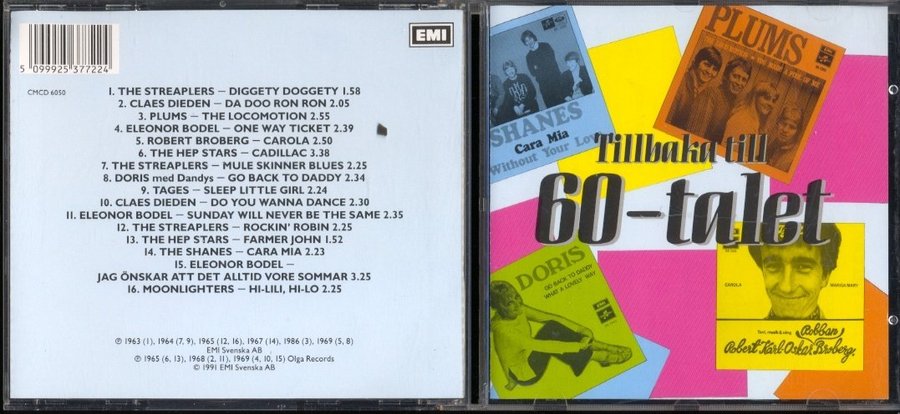 EMI
5 099925 377224
CMCD 6050
1. THE STREAPLERS – DIGGETY DOGGETY 1.58
2. CLAES DIEDEN – DA DOO RON RON 2.05
3. PLUMS – THE LOCOMOTION 2.55
4. ELEONOR BODEL – ONE WAY TICKET 2.39
5. ROBERT BROBERG – CAROLA 2.50
6. THE HEP STARS – CADILLAC 3.38
7. THE STREAPLERS – MULE SKINNER BLUES 2.25
8. DORIS med Dandys – GO BACK TO DADDY 2.34
9. TAGES – SLEEP LITTLE GIRL 2.24
10. CLAES DIEDEN – DO YOU WANNA DANCE 2.30
11. ELEONOR BODEL – SUNDAY WILL NEVER BE THE SAME 2.35
12. THE STREAPLERS – ROCKIN' ROBIN 2.25
13. THE HEP STARS – FARMER JOHN 1.52
14. THE SHANES – CARA MIA 2.23
15. ELEONOR BODEL –
JAG ÖNSKAR ATT DET ALLTID VORE SOMMAR 3.25
16. MOONLIGHTERS – HI-LILI, HI-LO 2.25
℗ 1963 (1), 1964 (7, 9), 1965 (12, 16), 1967 (14), 1986 (3), 1969 (5, 8)
EMI Svenska AB
℗ 1965 (6, 13), 1968 (2, 11), 1969 (4, 10, 15) Olga Records
© 1991 EMI Svenska AB
PLUMS
SHANES
Cara Mia
Without Your Love
Tillbaka till
60-talet
DORIS
GO BACK TO DADDY
WHAT A LOVELY WAY
EMI
CAROLA
MARIA MARY
Text, musik & sång
Robban
Robert Karl Oskar Broberg